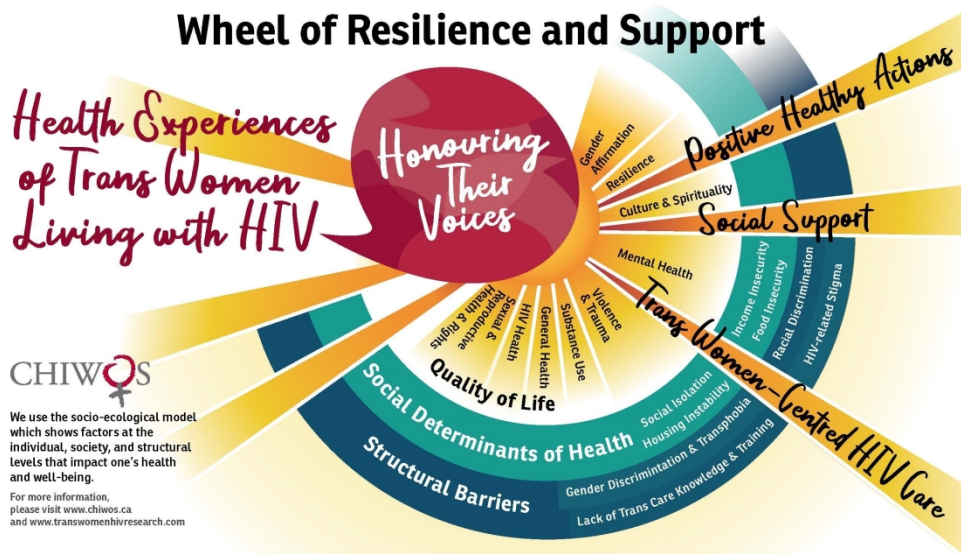 Wheel of Resilience and Support
Health Experiences
of Trans Women
Living with HIV
Honouring
Their
Voices
Gender
Affirmation
Resilience
Positive Healthy Actions
Culture & Spirituality
Social Support
Mental Health
Trans Women-Centred HIV Care
Violence
& Trauma
Substance Use
General Health
HIV Health
Sexual &
Reproductive
Health & Rights
Quality of Life
Income Insecurity
Food Insecurity
Racial Discrimination
HIV-related Stigma
Social Determinants of Health
Social Isolation
Housing Instability
Structural Barriers
Gender Discrimintation & Transphobia
Lack of Trans Care Knowledge & Training
CHIWOS
We use the socio-ecological model
which shows factors at the
individual, society, and structural
levels that impact one's health
and well-being.
For more information,
please visit www.chiwos.ca
and www.transwomenhivresearch.com